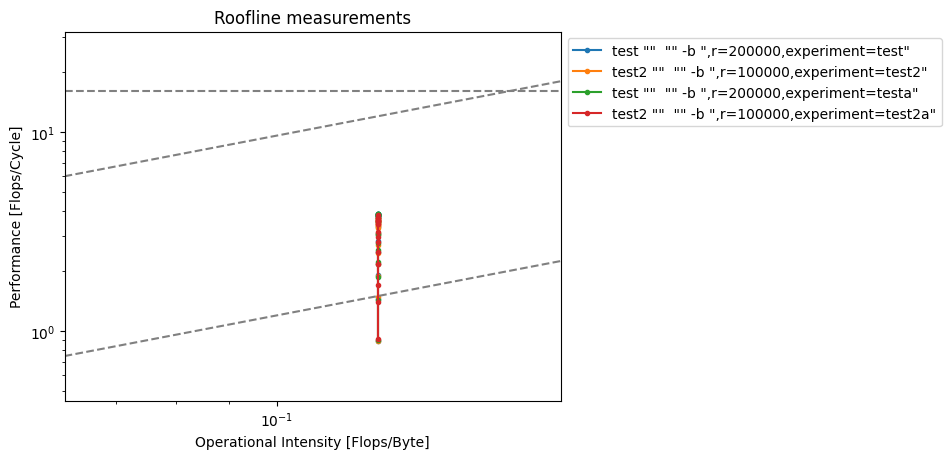 Roofline measurements
test ""  "" -b ",r=200000,experiment=test"
test2 ""  "" -b ",r=100000,experiment=test2"
test ""  "" -b ",r=200000,experiment=testa"
test2 ""  "" -b ",r=100000,experiment=test2a"
Performance [Flops/Cycle]
10¹
10⁰
10⁻¹
Operational Intensity [Flops/Byte]